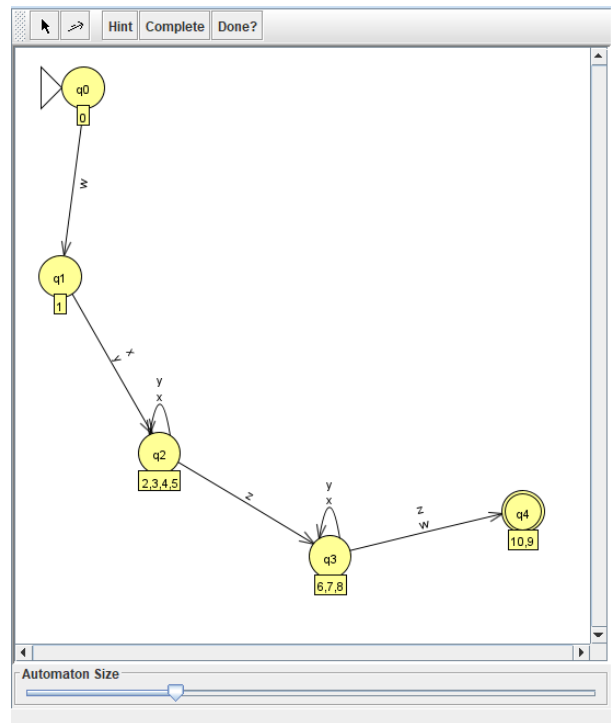 Hint Complete Done?
q0
0
w
q1
1
x
y
y
x
q2
2,3,4,5
z
y
x
q3
6,7,8
z
w
q4
10,9
Automaton Size